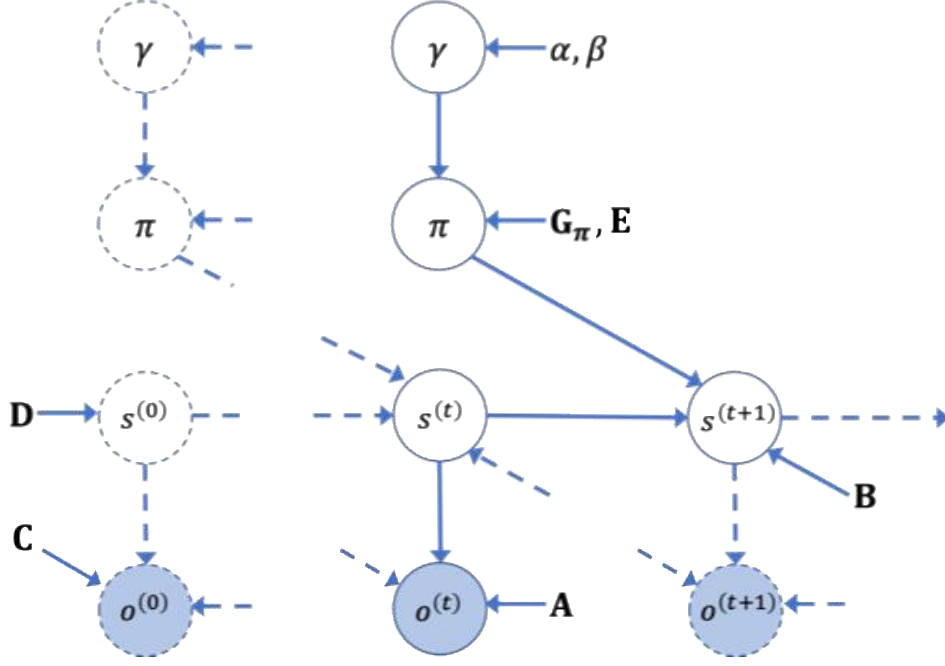 γ γ α, β
π π G_π, E
D s^(0) s^(t) s^(t+1)
B
C
o^(0) o^(t) A o^(t+1)